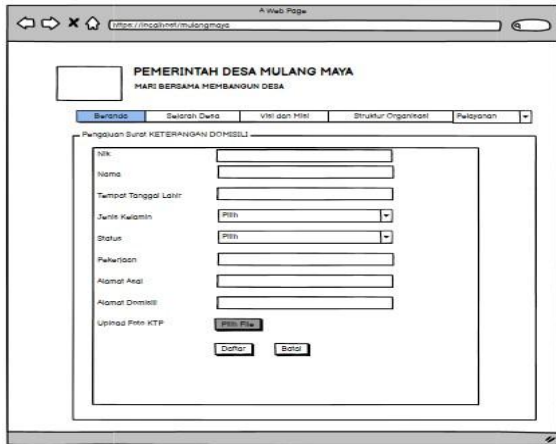 A Web Page
https://localhost/mulangmaya
PEMERINTAH DESA MULANG MAYA
MARI BERSAMA MEMBANGUN DESA
Beranda Sejarah Desa Visi dan Misi Struktur Organisasi Pelayanan
Pengajuan Surat KETERANGAN DOMISILI
Nik
Nama
Tempat Tanggal Lahir
Jenis Kelamin Pilih
Status Pilih
Pekerjaan
Alamat Asal
Alamat Domisili
Upload Foto KTP Pilih File
Daftar Batal